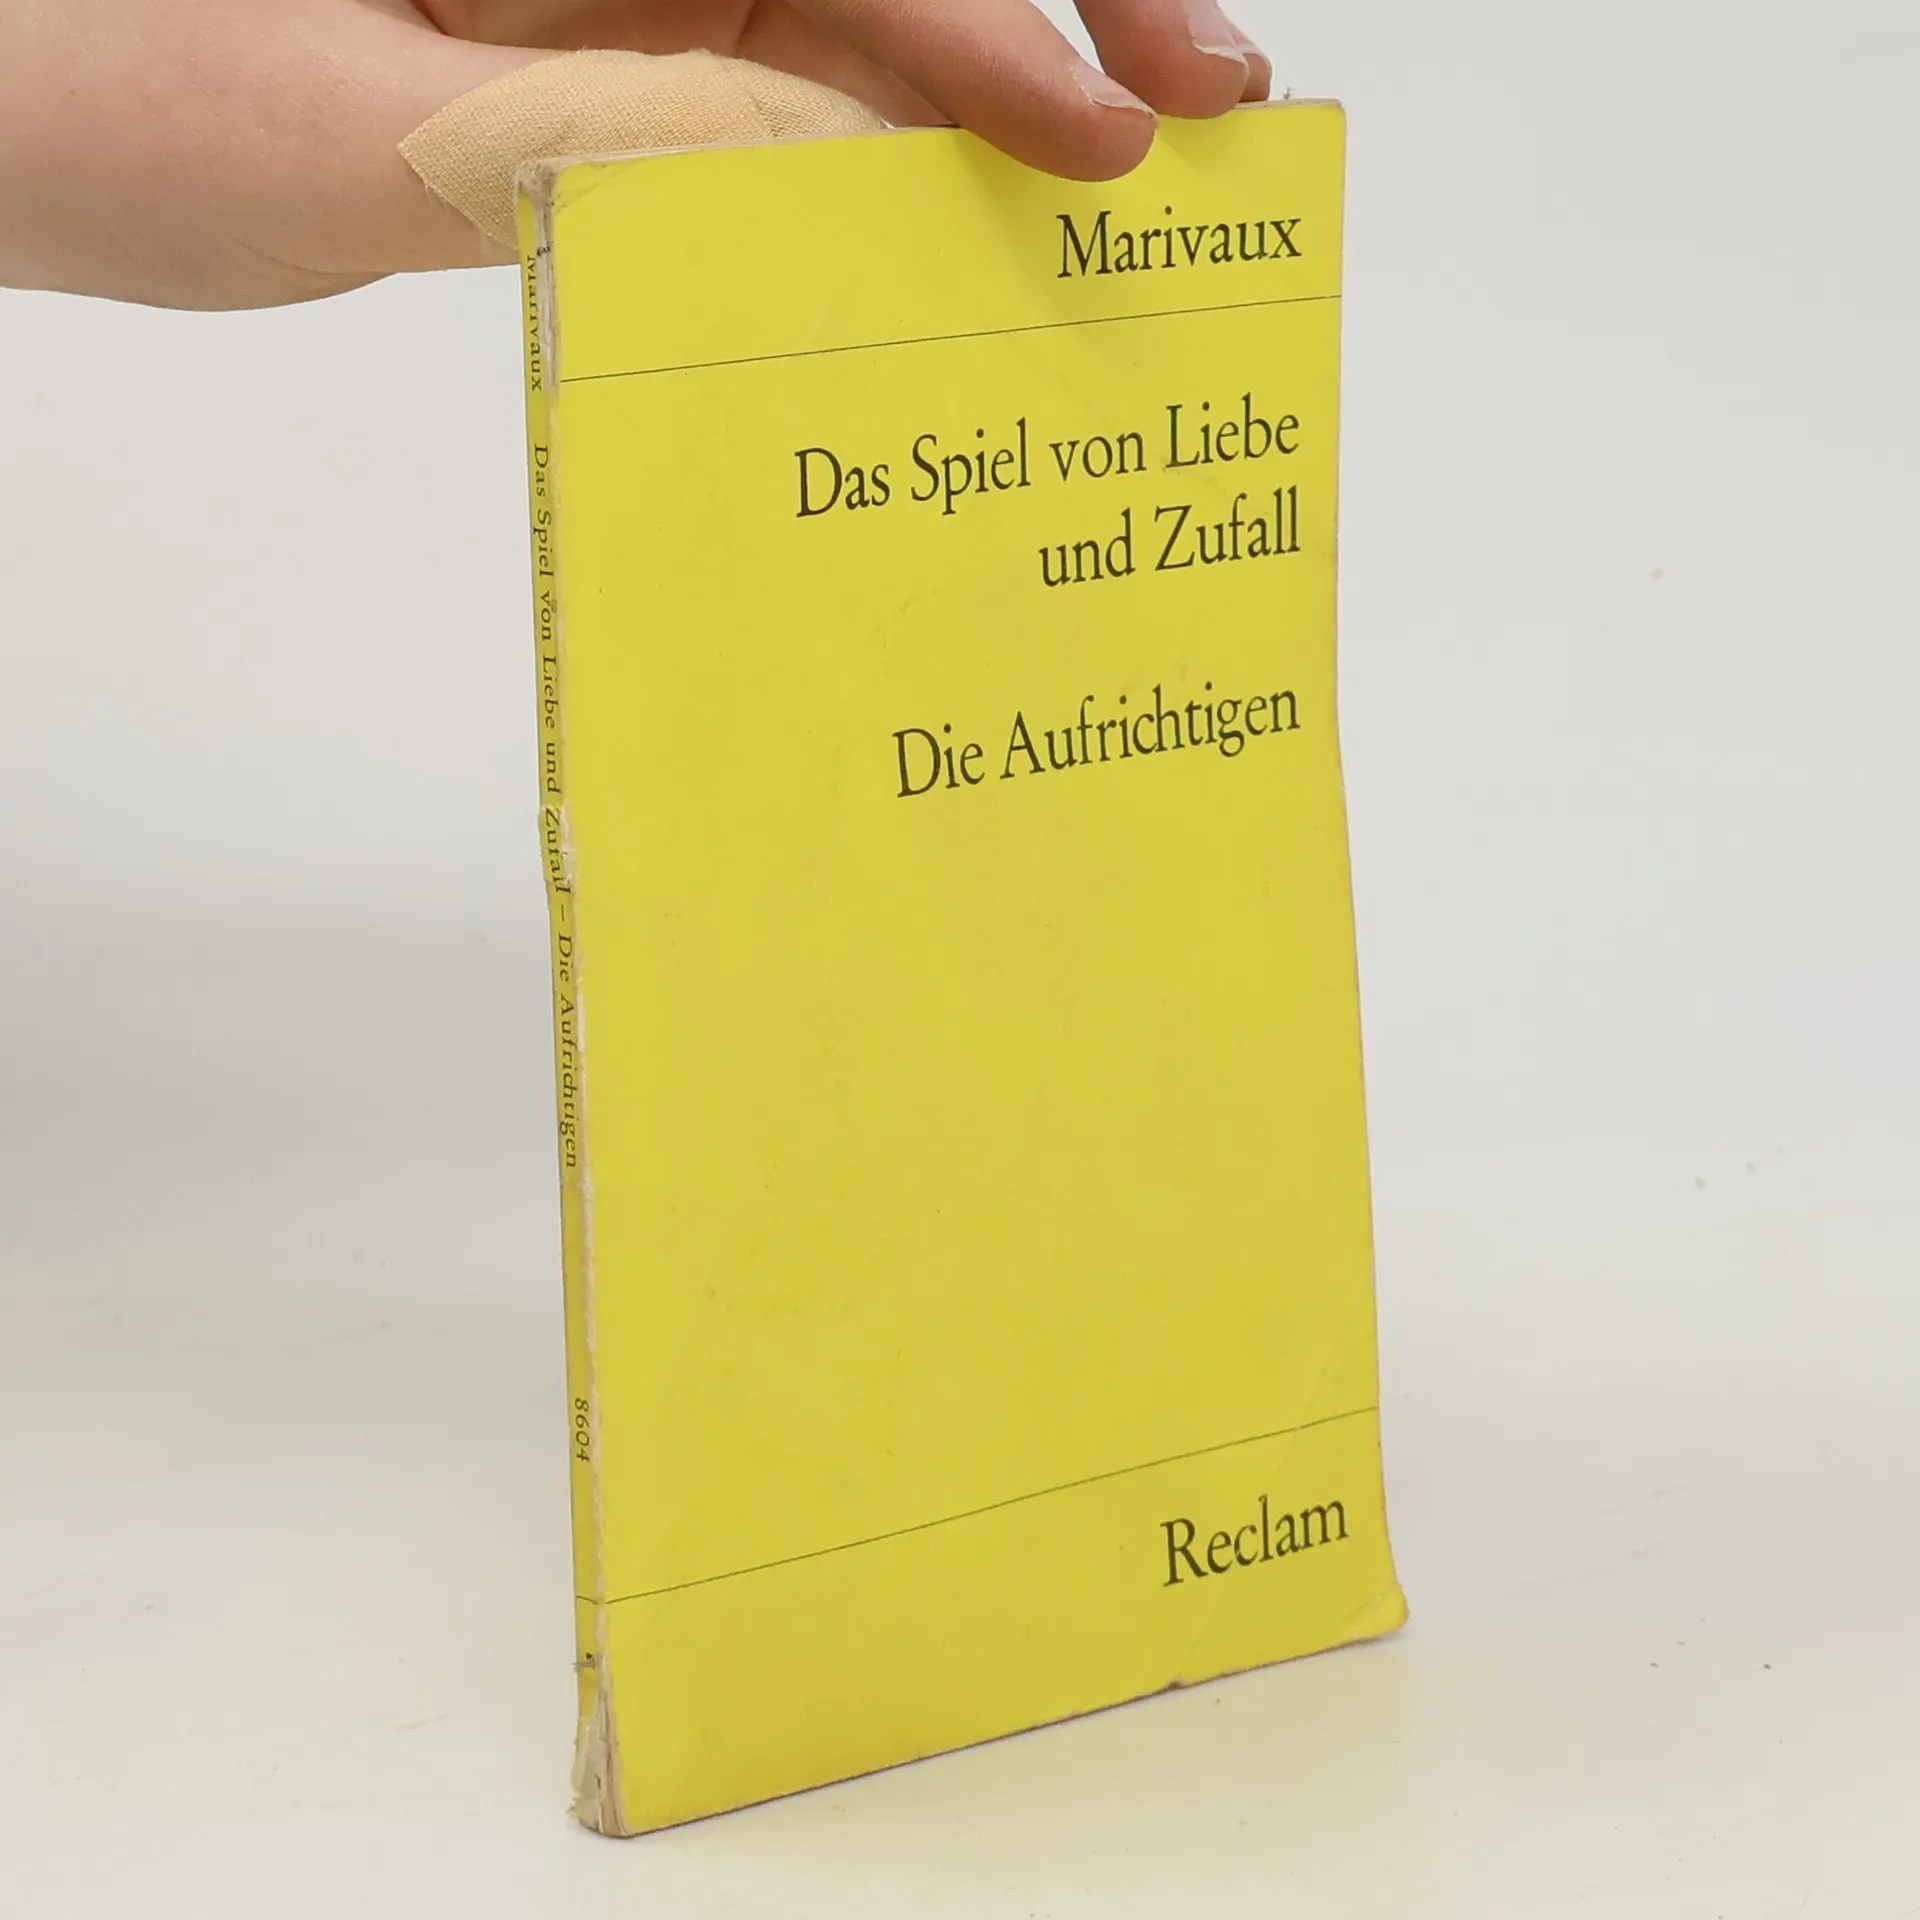 Marivaux
Das Spiel von Liebe
und Zufall
Die Aufrichtigen
Reclam
Marivaux Das Spiel von Liebe und Zufall – Die Aufrichtigen 8604